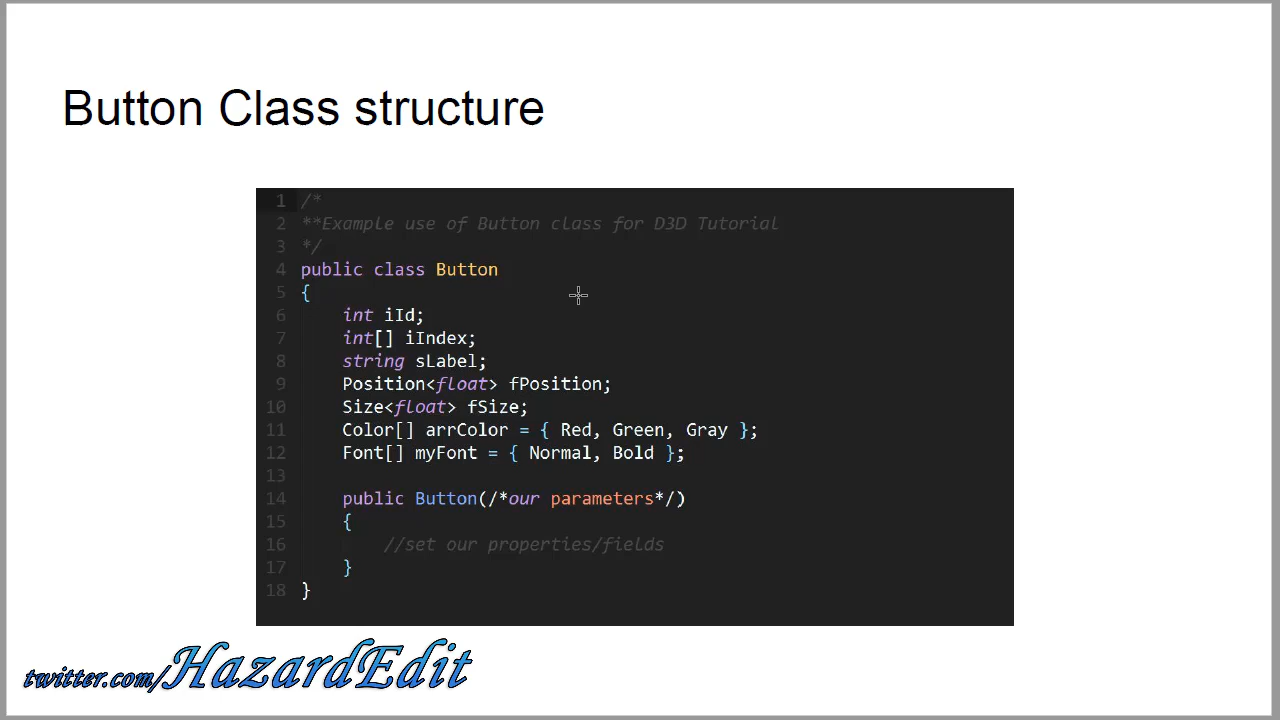 Button Class structure
1 /*
2 **Example use of Button class for D3D Tutorial
3 */
4 public class Button
5 {
6 int iId;
7 int[] iIndex;
8 string sLabel;
9 Position<float> fPosition;
10 Size<float> fSize;
11 Color[] arrColor = { Red, Green, Gray };
12 Font[] myFont = { Normal, Bold };
13
14 public Button(/*our parameters*/)
15 {
16 //set our properties/fields
17 }
18 }
twitter.com/HazardEdit